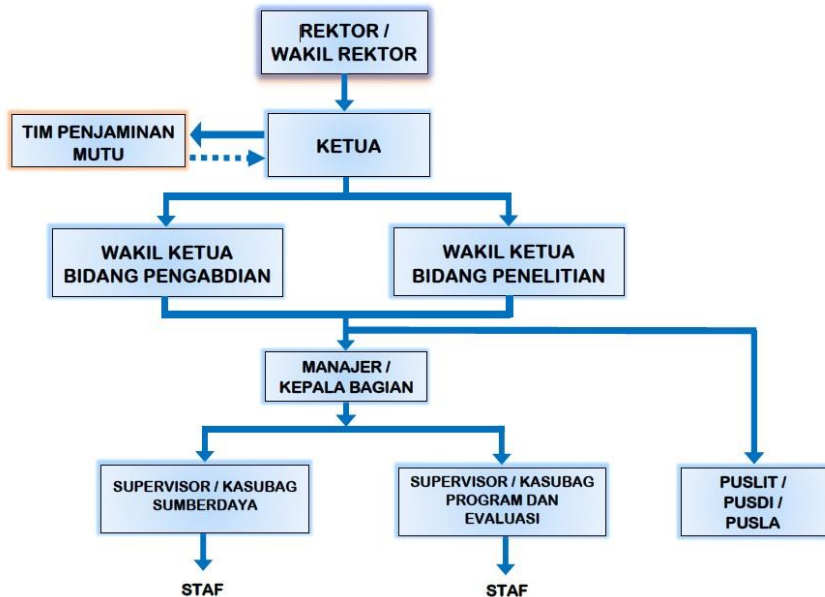 REKTOR /
WAKIL REKTOR
TIM PENJAMINAN
MUTU
KETUA
WAKIL KETUA
BIDANG PENGABDIAN
WAKIL KETUA
BIDANG PENELITIAN
MANAJER /
KEPALA BAGIAN
SUPERVISOR / KASUBAG
SUMBERDAYA
SUPERVISOR / KASUBAG
PROGRAM DAN
EVALUASI
PUSLIT /
PUSDI /
PUSLA
STAF
STAF